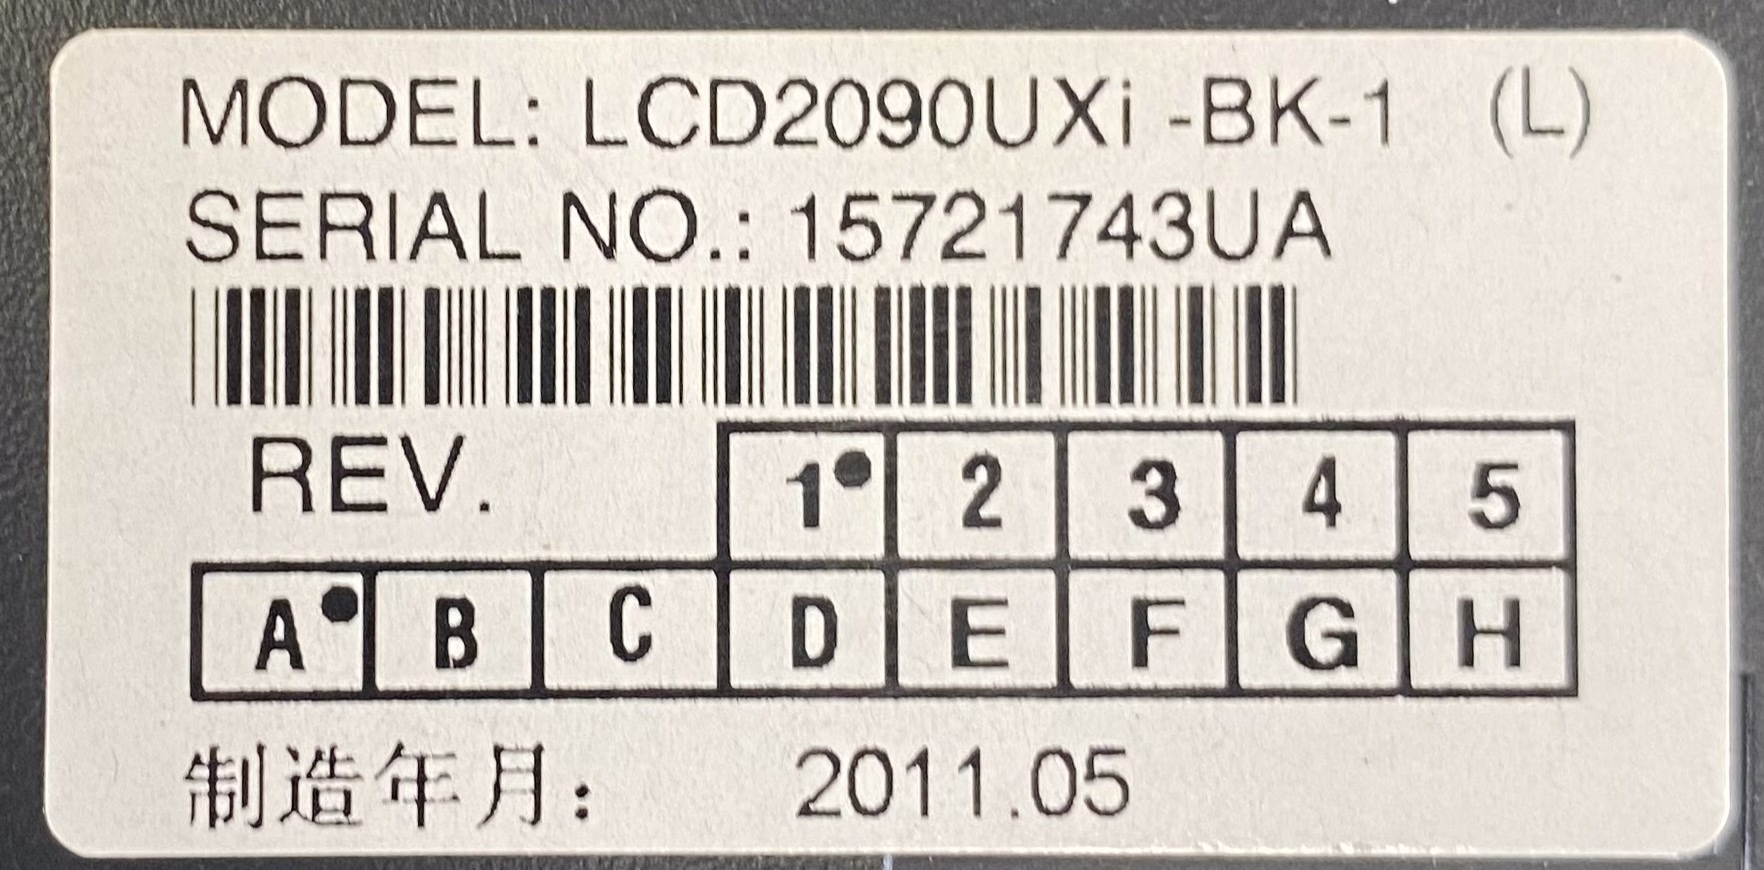 MODEL: LCD2090UXi -BK-1 (L)
SERIAL NO.: 15721743UA
REV. 1 2 3 4 5
A B C D E F G H
制造年月： 2011.05